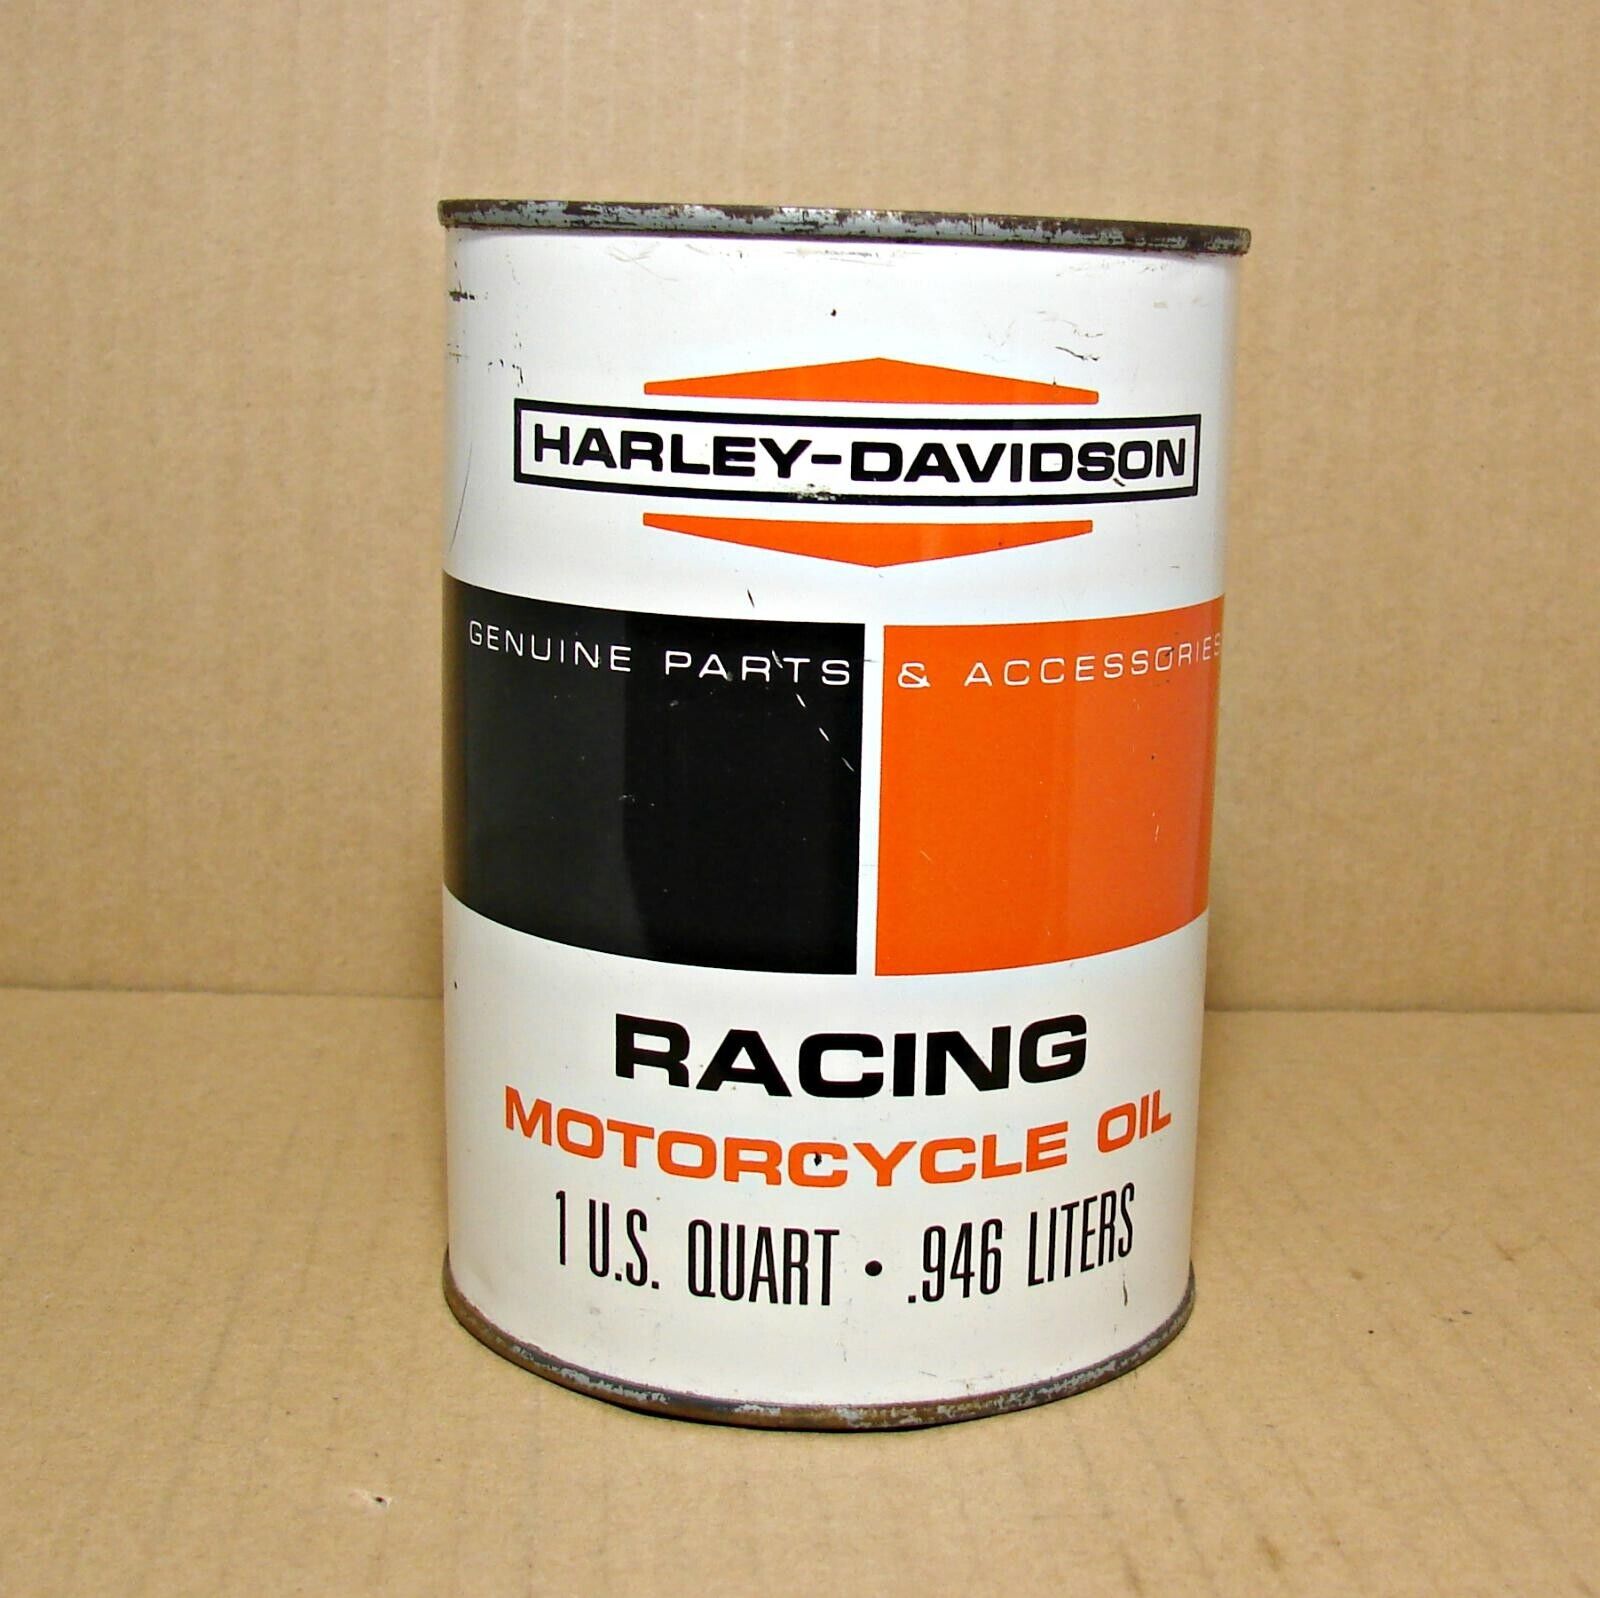 HARLEY-DAVIDSON
GENUINE PARTS & ACCESSORIES
RACING
MOTORCYCLE OIL
1 U.S. QUART • .946 LITERS